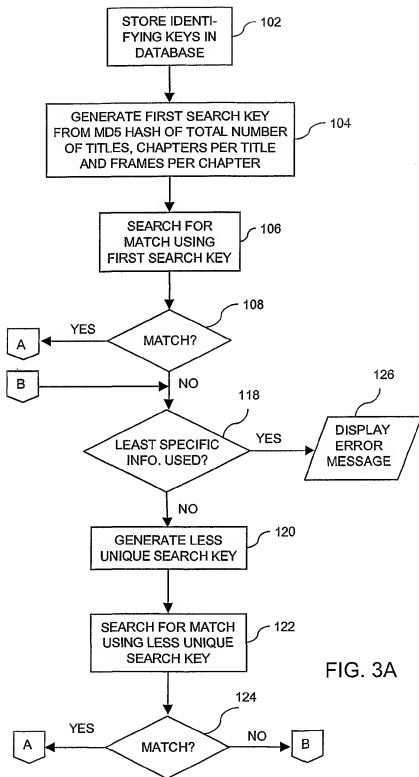 STORE IDENTI-
FYING KEYS IN
DATABASE
102
GENERATE FIRST SEARCH KEY
FROM MD5 HASH OF TOTAL NUMBER
OF TITLES, CHAPTERS PER TITLE
AND FRAMES PER CHAPTER
104
SEARCH FOR
MATCH USING
FIRST SEARCH KEY
106
108
MATCH?
YES
A
B
NO
118
LEAST SPECIFIC
INFO. USED?
YES
126
DISPLAY
ERROR
MESSAGE
NO
GENERATE LESS
UNIQUE SEARCH KEY
120
SEARCH FOR MATCH
USING LESS UNIQUE
SEARCH KEY
122
FIG. 3A
124
MATCH?
YES
A
NO
B